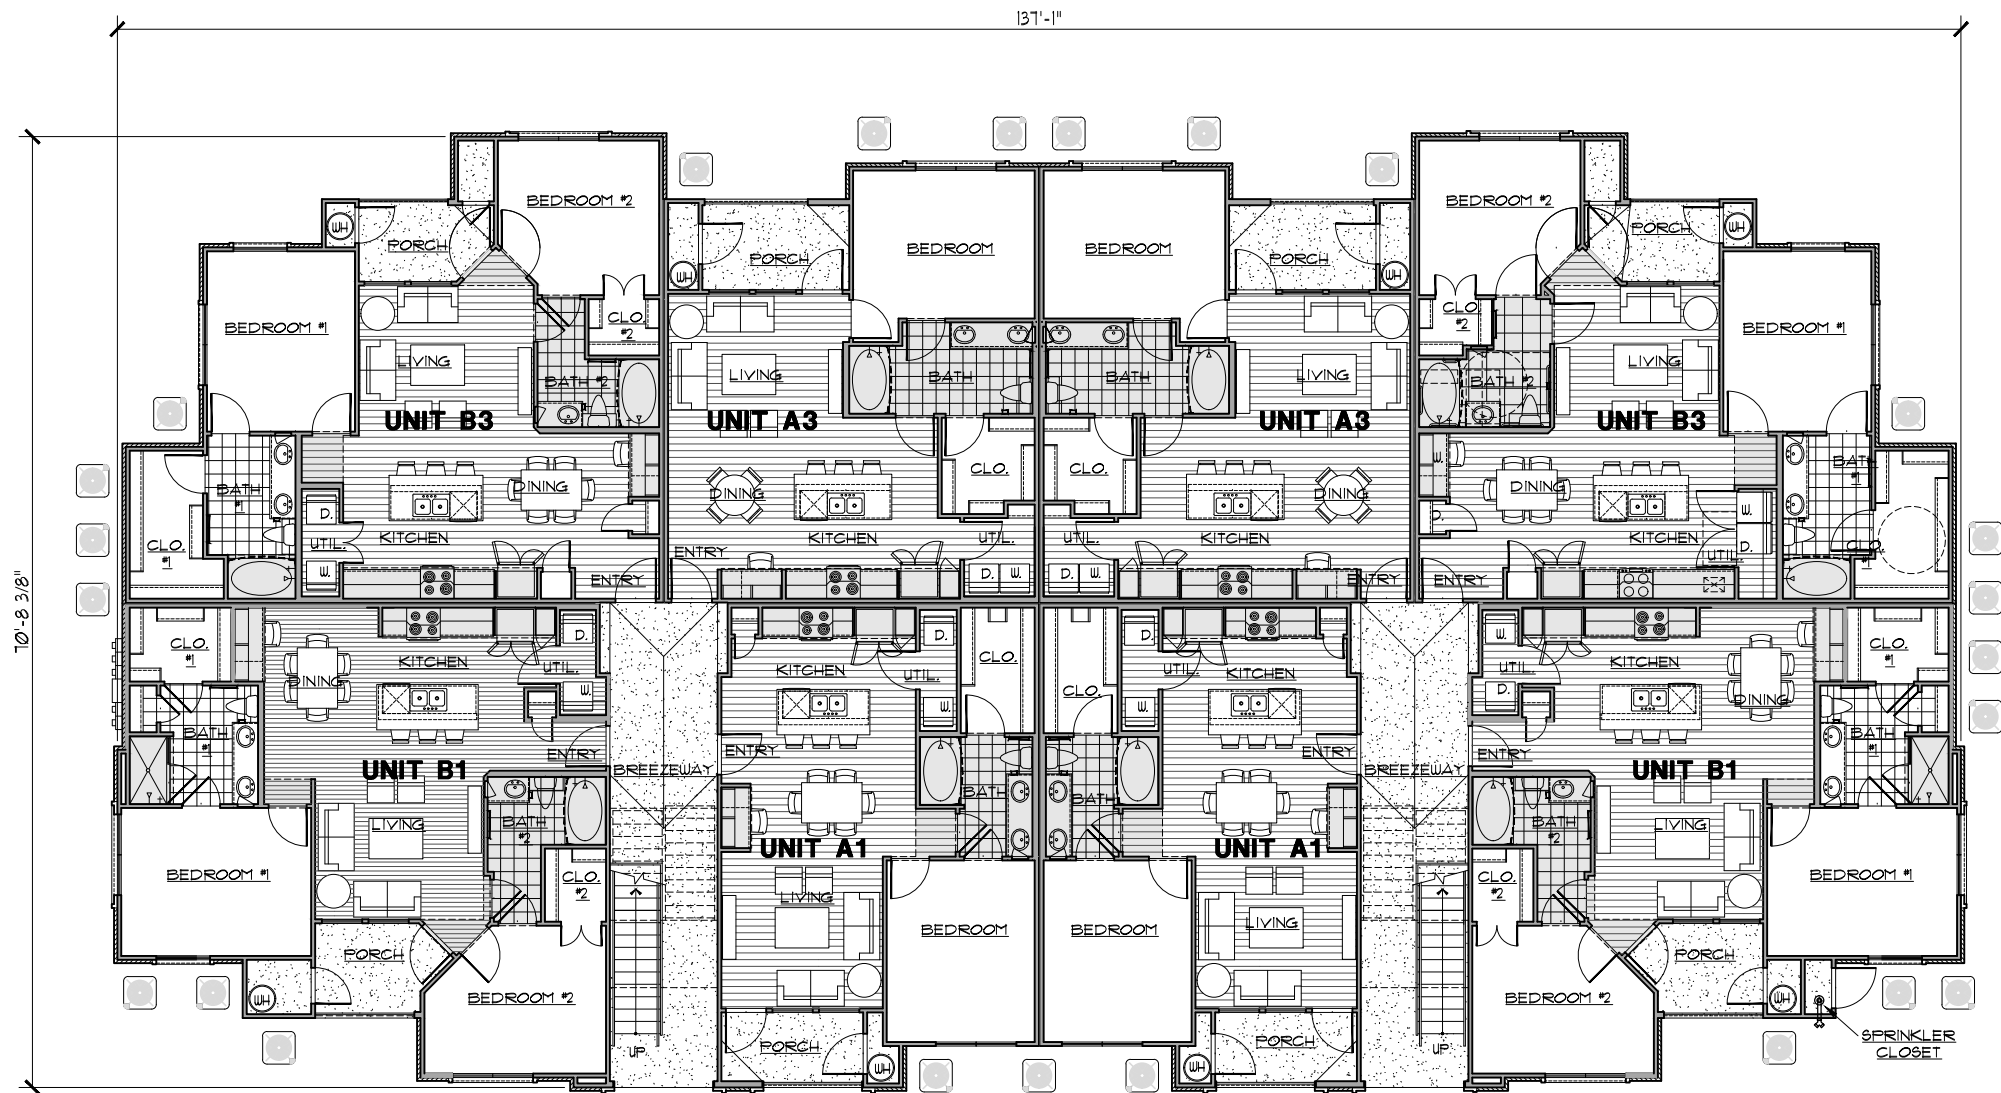 137'-1"
70'-8 3/8"
BEDROOM #2
WH
PORCH
BEDROOM #1
CLO.
#2
LIVING
BATH #2
UNIT B3
BATH
#1
CLO.
#1
DINING
D.
UTIL.
W.
KITCHEN
ENTRY
WH
PORCH
BEDROOM
LIVING
BATH
UNIT A3
CLO.
DINING
KITCHEN
UTIL.
ENTRY
D. W.
BEDROOM
PORCH
WH
BATH
LIVING
UNIT A3
CLO.
DINING
UTIL.
KITCHEN
D. W.
ENTRY
BEDROOM #2
PORCH
WH
BEDROOM #1
CLO
#2
LIVING
BATH #2
UNIT B3
W.
BATH
#1
DINING
D.
W.
KITCHEN
UTIL.
D.
CLO.
#1
ENTRY
CLO.
#1
KITCHEN
D.
UTIL.
DINING
W.
BATH
#1
ENTRY
UNIT B1
LIVING
BATH
#2
BEDROOM #1
CLO.
#2
PORCH
WH
BEDROOM #2
BREEZEWAY
UP
D.
KITCHEN
UTIL.
CLO.
W.
ENTRY
BATH
UNIT A1
LIVING
BEDROOM
PORCH
WH
D.
UTIL.
KITCHEN
CLO.
W.
ENTRY
BATH
UNIT A1
LIVING
BEDROOM
WH
PORCH
BREEZEWAY
UP
W.
KITCHEN
UTIL.
D.
CLO.
#1
DINING
ENTRY
BATH
#1
UNIT B1
BATH
#2
LIVING
CLO.
#2
BEDROOM #1
PORCH
BEDROOM #2
WH
SPRINKLER
CLOSET